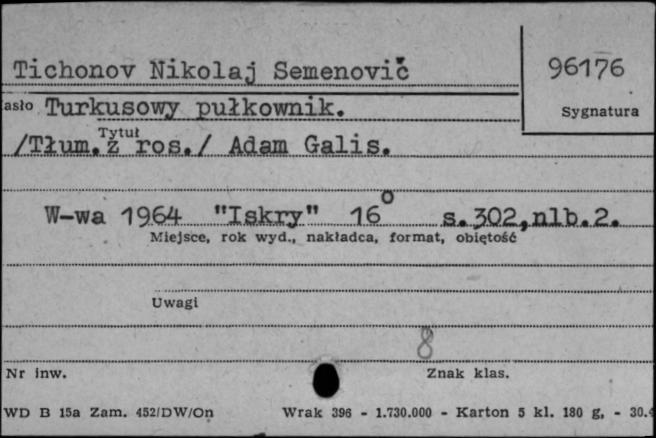 Tichonov Nikolaj Semenovič
96176
asło Turkusowy pułkownik.
Sygnatura
Tytuł
/Tłum. z ros./ Adam Galis.
W-wa 1964 "Iskry" 16° s.302,nlb.2.
Miejsce, rok wyd., nakładca, format, objętość
Uwagi
8
Nr inw.
Znak klas.
WD B 15a Zam. 452/DW/On Wrak 396 - 1.730.000 - Karton 5 kl. 180 g, - 30.4